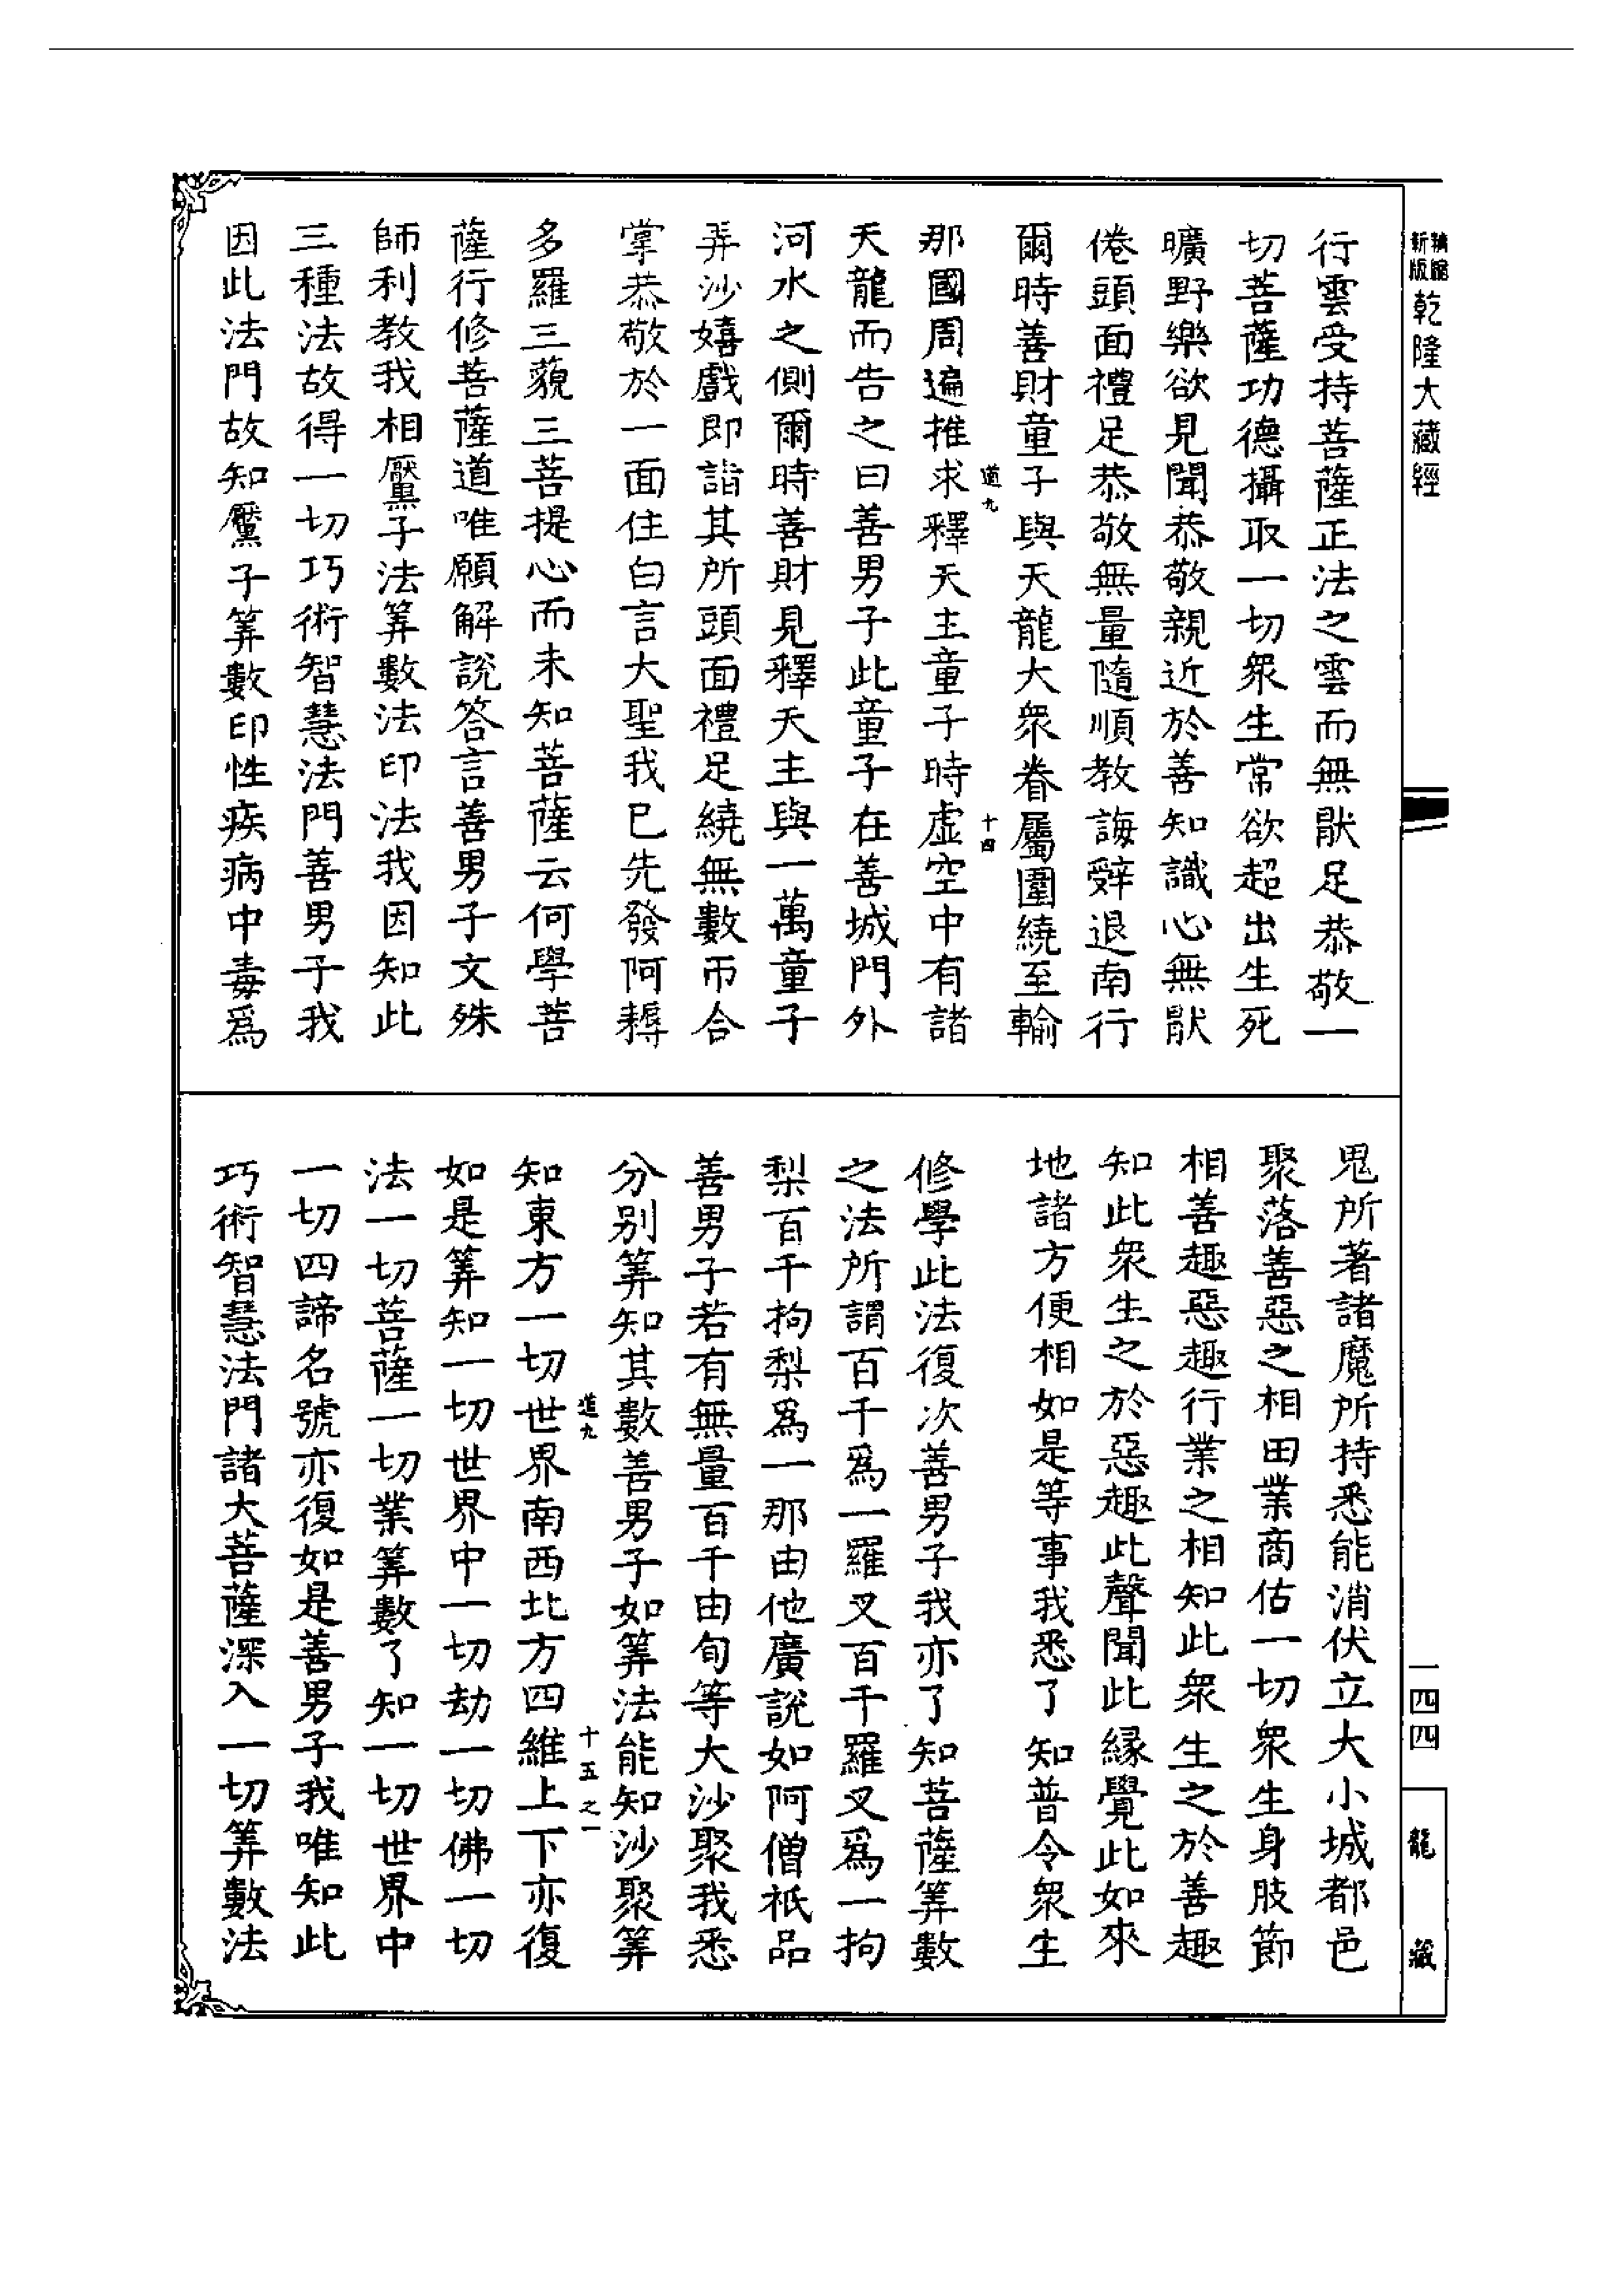 精縮新版 乾隆大藏經
行雲受持菩薩正法之雲而無猒足恭敬一
切菩薩功德攝取一切衆生常欲超出生死
曠野樂欲見聞恭敬親近於善知識心無猒
倦頭面禮足恭敬無量隨順教誨辭退南行
爾時善財童子與天龍大衆眷屬圍繞至輸
道九 十四
那國周遍推求釋天主童子時虛空中有諸
天龍而告之曰善男子此童子在善城門外
河水之側爾時善財見釋天主與一萬童子
弄沙嬉戲即詣其所頭面禮足繞無數帀合
掌恭敬於一面住白言大聖我已先發阿耨
多羅三藐三菩提心而未知菩薩云何學菩
薩行修菩薩道唯願解說答言善男子文殊
師利教我相黶子法筭數法印法我因知此
三種法故得一切巧術智慧法門善男子我
因此法門故知黶子筭數印性疾病中毒爲
鬼所著諸魔所持悉能消伏立大小城都邑
聚落善惡之相田業商估一切衆生身肢節
相善趣惡趣行業之相知此衆生之於善趣
知此衆生之於惡趣此聲聞此緣覺此如來
地諸方便相如是等事我悉了知普令衆生
修學此法復次善男子我亦了知菩薩筭數
之法所謂百千爲一羅叉百千羅叉爲一拘
梨百千拘梨爲一那由他廣說如阿僧祇品
善男子若有無量百千由旬等大沙聚我悉
分别筭知其數善男子如筭法能知沙聚筭
道九 十五之一
知東方一切世界南西北方四維上下亦復
如是筭知一切世界中一切劫一切佛一切
法一切菩薩一切業筭數了知一切世界中
一切四諦名號亦復如是善男子我唯知此
巧術智慧法門諸大菩薩深入一切筭數法
一四四
龍藏